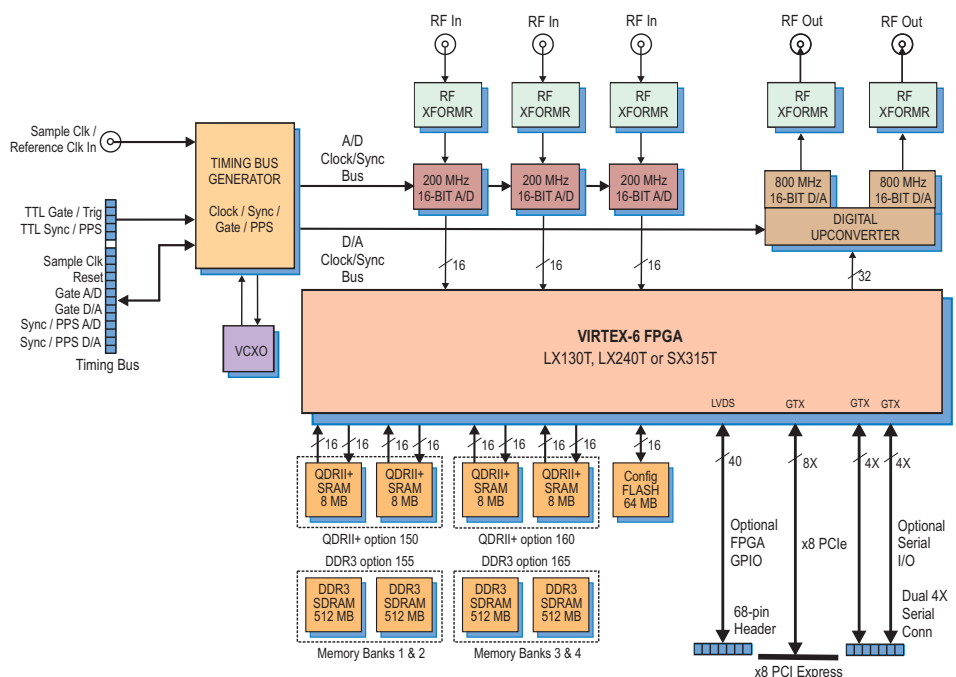 RF In
RF In
RF In
RF Out
RF Out
RF
XFORMR
RF
XFORMR
RF
XFORMR
RF
XFORMR
RF
XFORMR
Sample Clk /
Reference Clk In
TIMING BUS
GENERATOR
Clock / Sync /
Gate / PPS
A/D
Clock/Sync
Bus
200 MHz
16-BIT A/D
200 MHz
16-BIT A/D
200 MHz
16-BIT A/D
800 MHz
16-BIT D/A
800 MHz
16-BIT D/A
DIGITAL
UPCONVERTER
TTL Gate / Trig
TTL Sync / PPS
Sample Clk
Reset
Gate A/D
Gate D/A
Sync / PPS A/D
Sync / PPS D/A
Timing Bus
D/A
Clock/Sync
Bus
16
16
16
32
VCXO
VIRTEX-6 FPGA
LX130T, LX240T or SX315T
LVDS
GTX
GTX
GTX
16
16
16
16
16
16
16
16
16
40
8X
4X
4X
QDRII+
SRAM
8 MB
QDRII+
SRAM
8 MB
QDRII+
SRAM
8 MB
QDRII+
SRAM
8 MB
Config
FLASH
64 MB
QDRII+ option 150
QDRII+ option 160
DDR3 option 155
DDR3 option 165
DDR3
SDRAM
512 MB
DDR3
SDRAM
512 MB
DDR3
SDRAM
512 MB
DDR3
SDRAM
512 MB
Memory Banks 1 & 2
Memory Banks 3 & 4
Optional
FPGA
GPIO
x8 PCIe
Optional
Serial
I/O
68-pin
Header
Dual 4X
Serial
Conn
x8 PCI Express